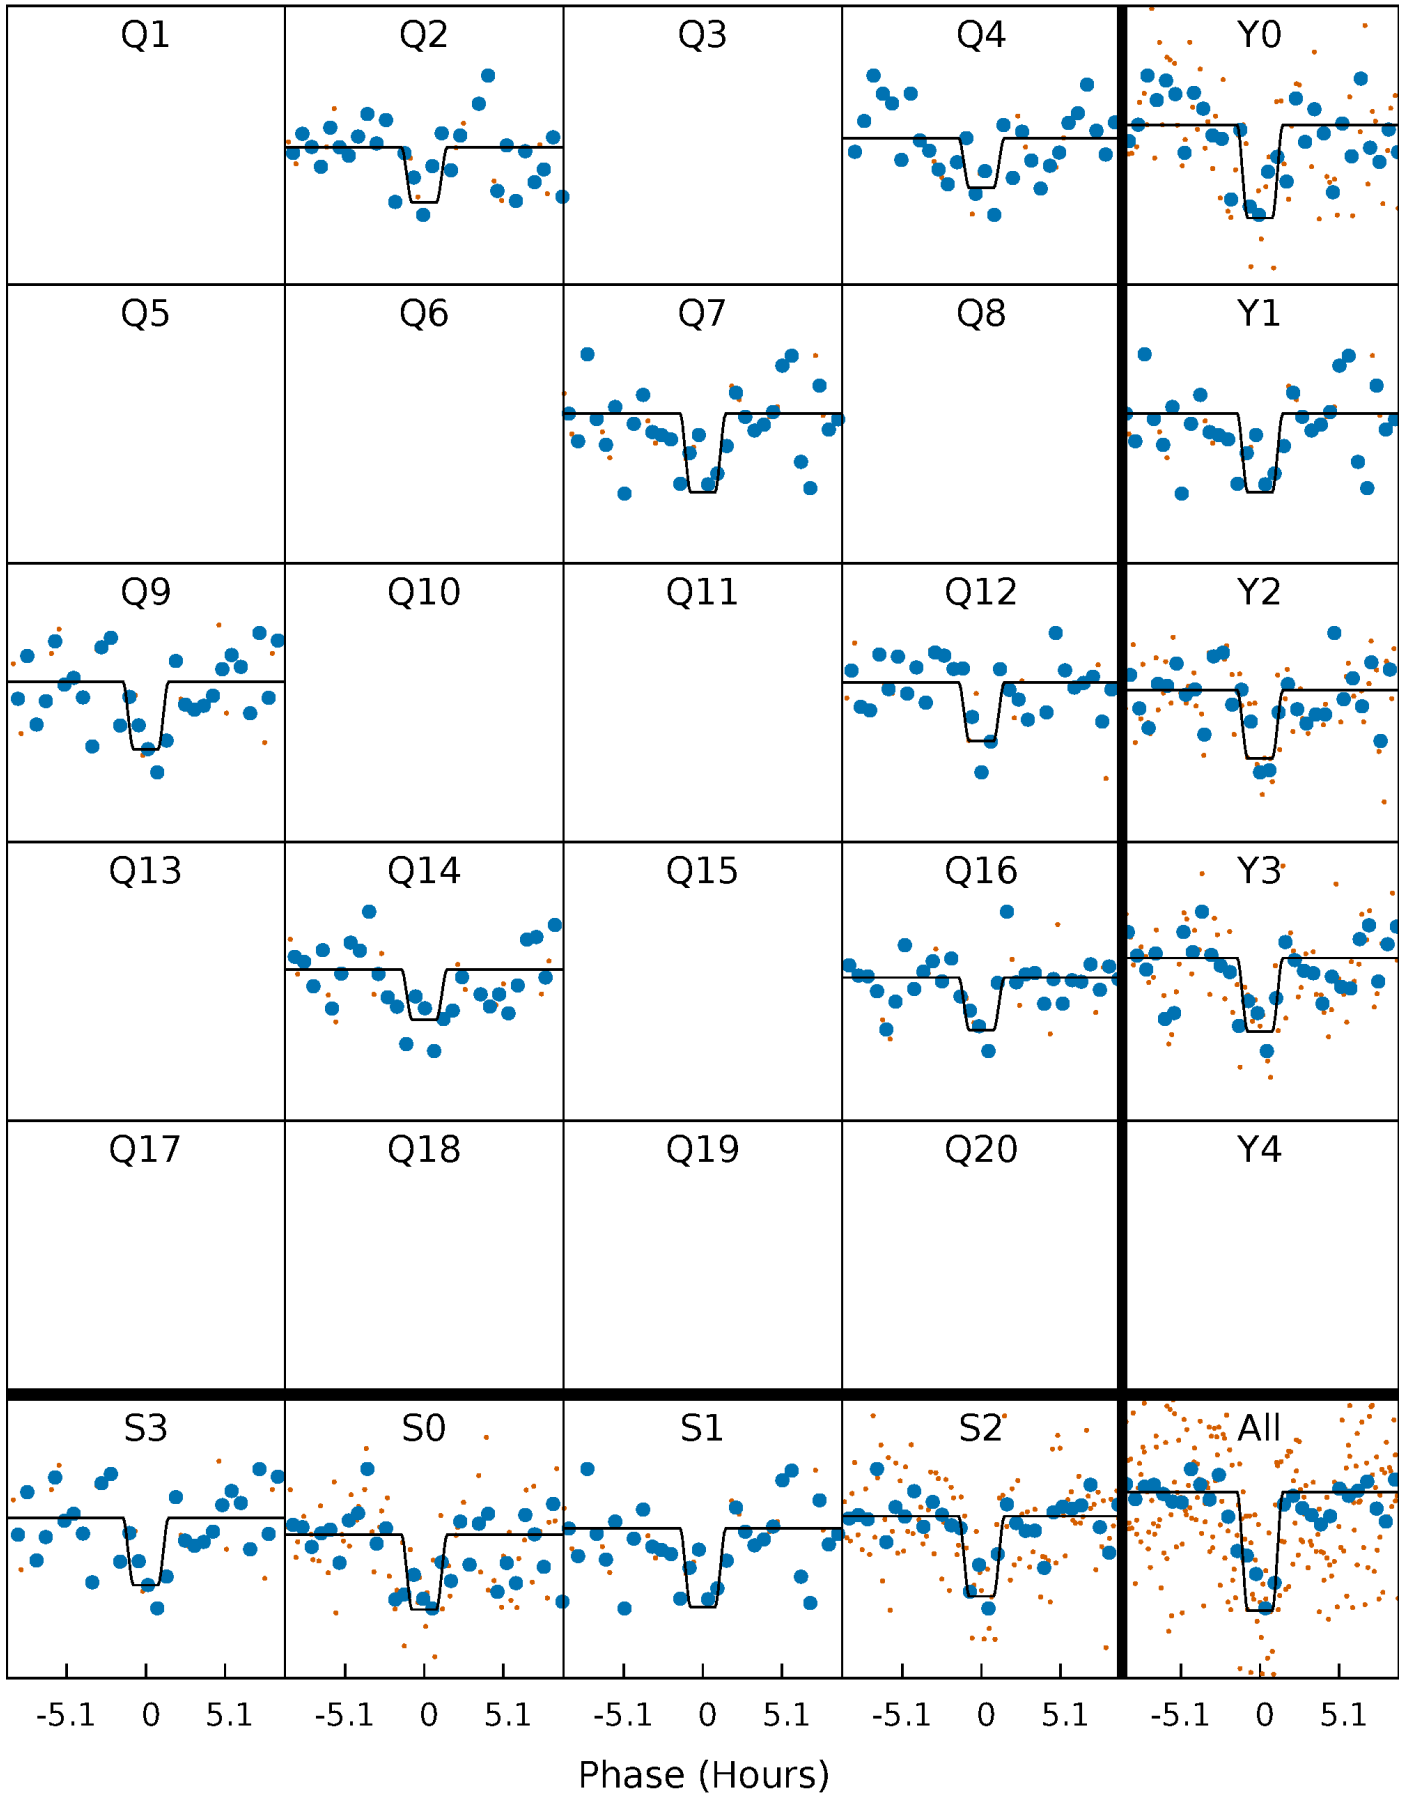 Q1 Q2 Q3 Q4 Y0
Q5 Q6 Q7 Q8 Y1
Q9 Q10 Q11 Q12 Y2
Q13 Q14 Q15 Q16 Y3
Q17 Q18 Q19 Q20 Y4
S3 S0 S1 S2 All
-5.1 0 5.1 -5.1 0 5.1 -5.1 0 5.1 -5.1 0 5.1 -5.1 0 5.1
Phase (Hours)